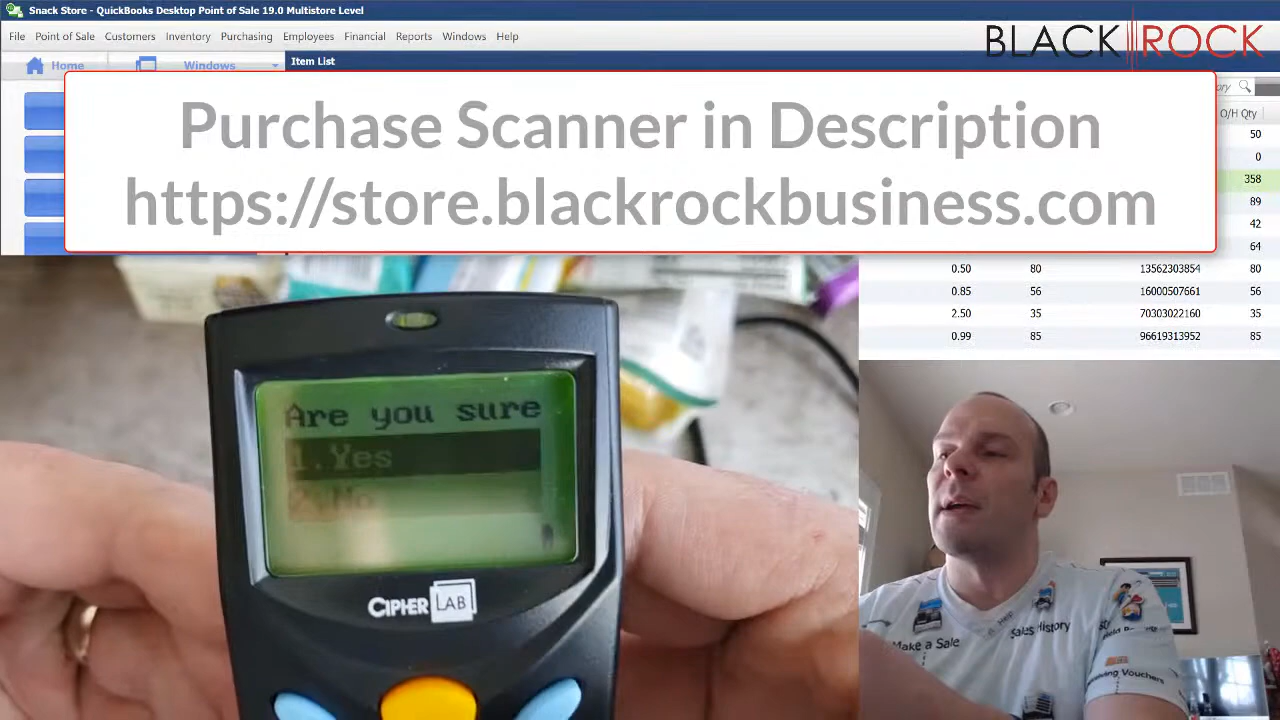 Snack Store - QuickBooks Desktop Point of Sale 19.0 Multistore Level
File Point of Sale Customers Inventory Purchasing Employees Financial Reports Windows Help
BLACK ROCK
Home Windows Item List
Purchase Scanner in Description
https://store.blackrockbusiness.com
O/H Qty
50
0
358
89
42
64
0.50 80 13562303854 80
0.85 56 16000507661 56
2.50 35 70303022160 35
0.99 85 96619313952 85
Are you sure
1.Yes
2.No
CIPHER LAB
Make a Sale
Help
Sales History